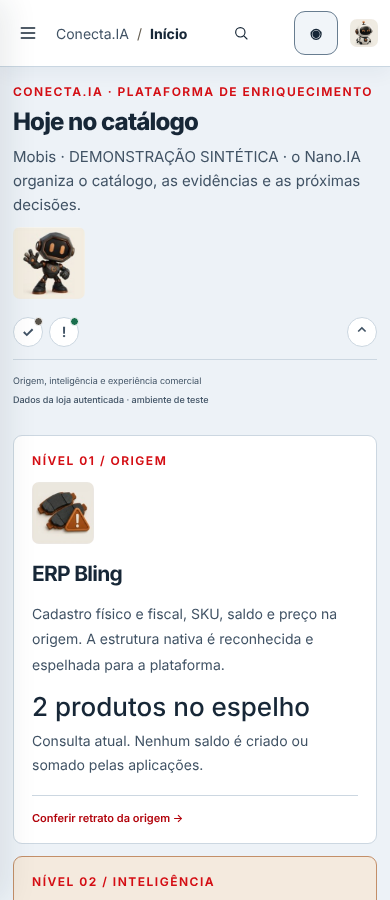 Conecta.IA / Início
CONECTA.IA · PLATAFORMA DE ENRIQUECIMENTO
Hoje no catálogo
Mobis · DEMONSTRAÇÃO SINTÉTICA · o Nano.IA
organiza o catálogo, as evidências e as próximas
decisões.
Origem, inteligência e experiência comercial
Dados da loja autenticada · ambiente de teste
NÍVEL 01 / ORIGEM
ERP Bling
Cadastro físico e fiscal, SKU, saldo e preço na
origem. A estrutura nativa é reconhecida e
espelhada para a plataforma.
2 produtos no espelho
Consulta atual. Nenhum saldo é criado ou
somado pelas aplicações.
Conferir retrato da origem →
NÍVEL 02 / INTELIGÊNCIA